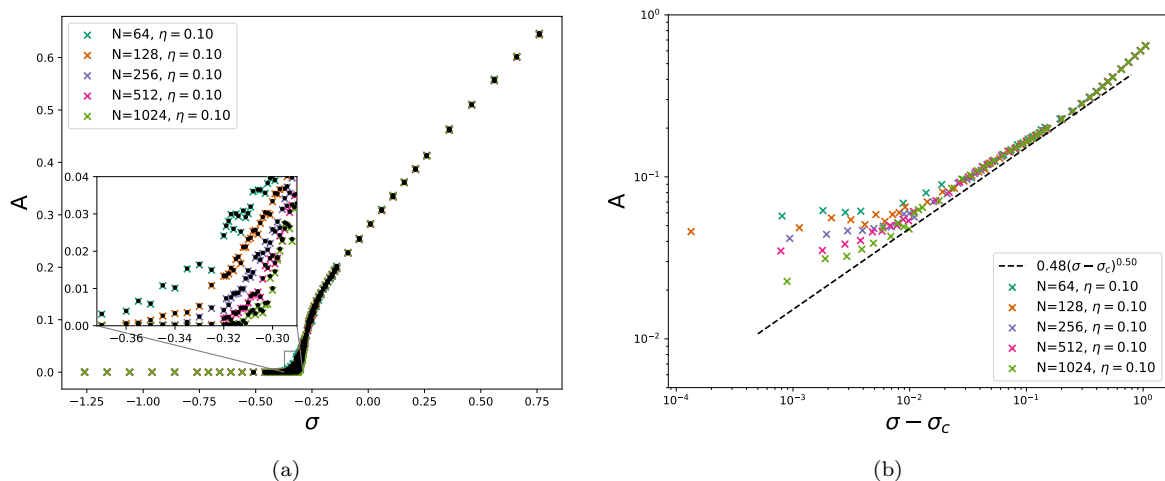 N=64, η = 0.10
N=128, η = 0.10
N=256, η = 0.10
N=512, η = 0.10
N=1024, η = 0.10
A
0.6
0.5
0.4
0.3
0.2
0.1
0.0
0.04
0.03
0.02
0.01
0.00
−0.36 −0.34 −0.32 −0.30
−1.25 −1.00 −0.75 −0.50 −0.25 0.00 0.25 0.50 0.75
σ
(a)
A
10⁰
10⁻¹
10⁻²
0.48(σ − σ_c)^0.50
N=64, η = 0.10
N=128, η = 0.10
N=256, η = 0.10
N=512, η = 0.10
N=1024, η = 0.10
10⁻⁴ 10⁻³ 10⁻² 10⁻¹ 10⁰
σ − σ_c
(b)